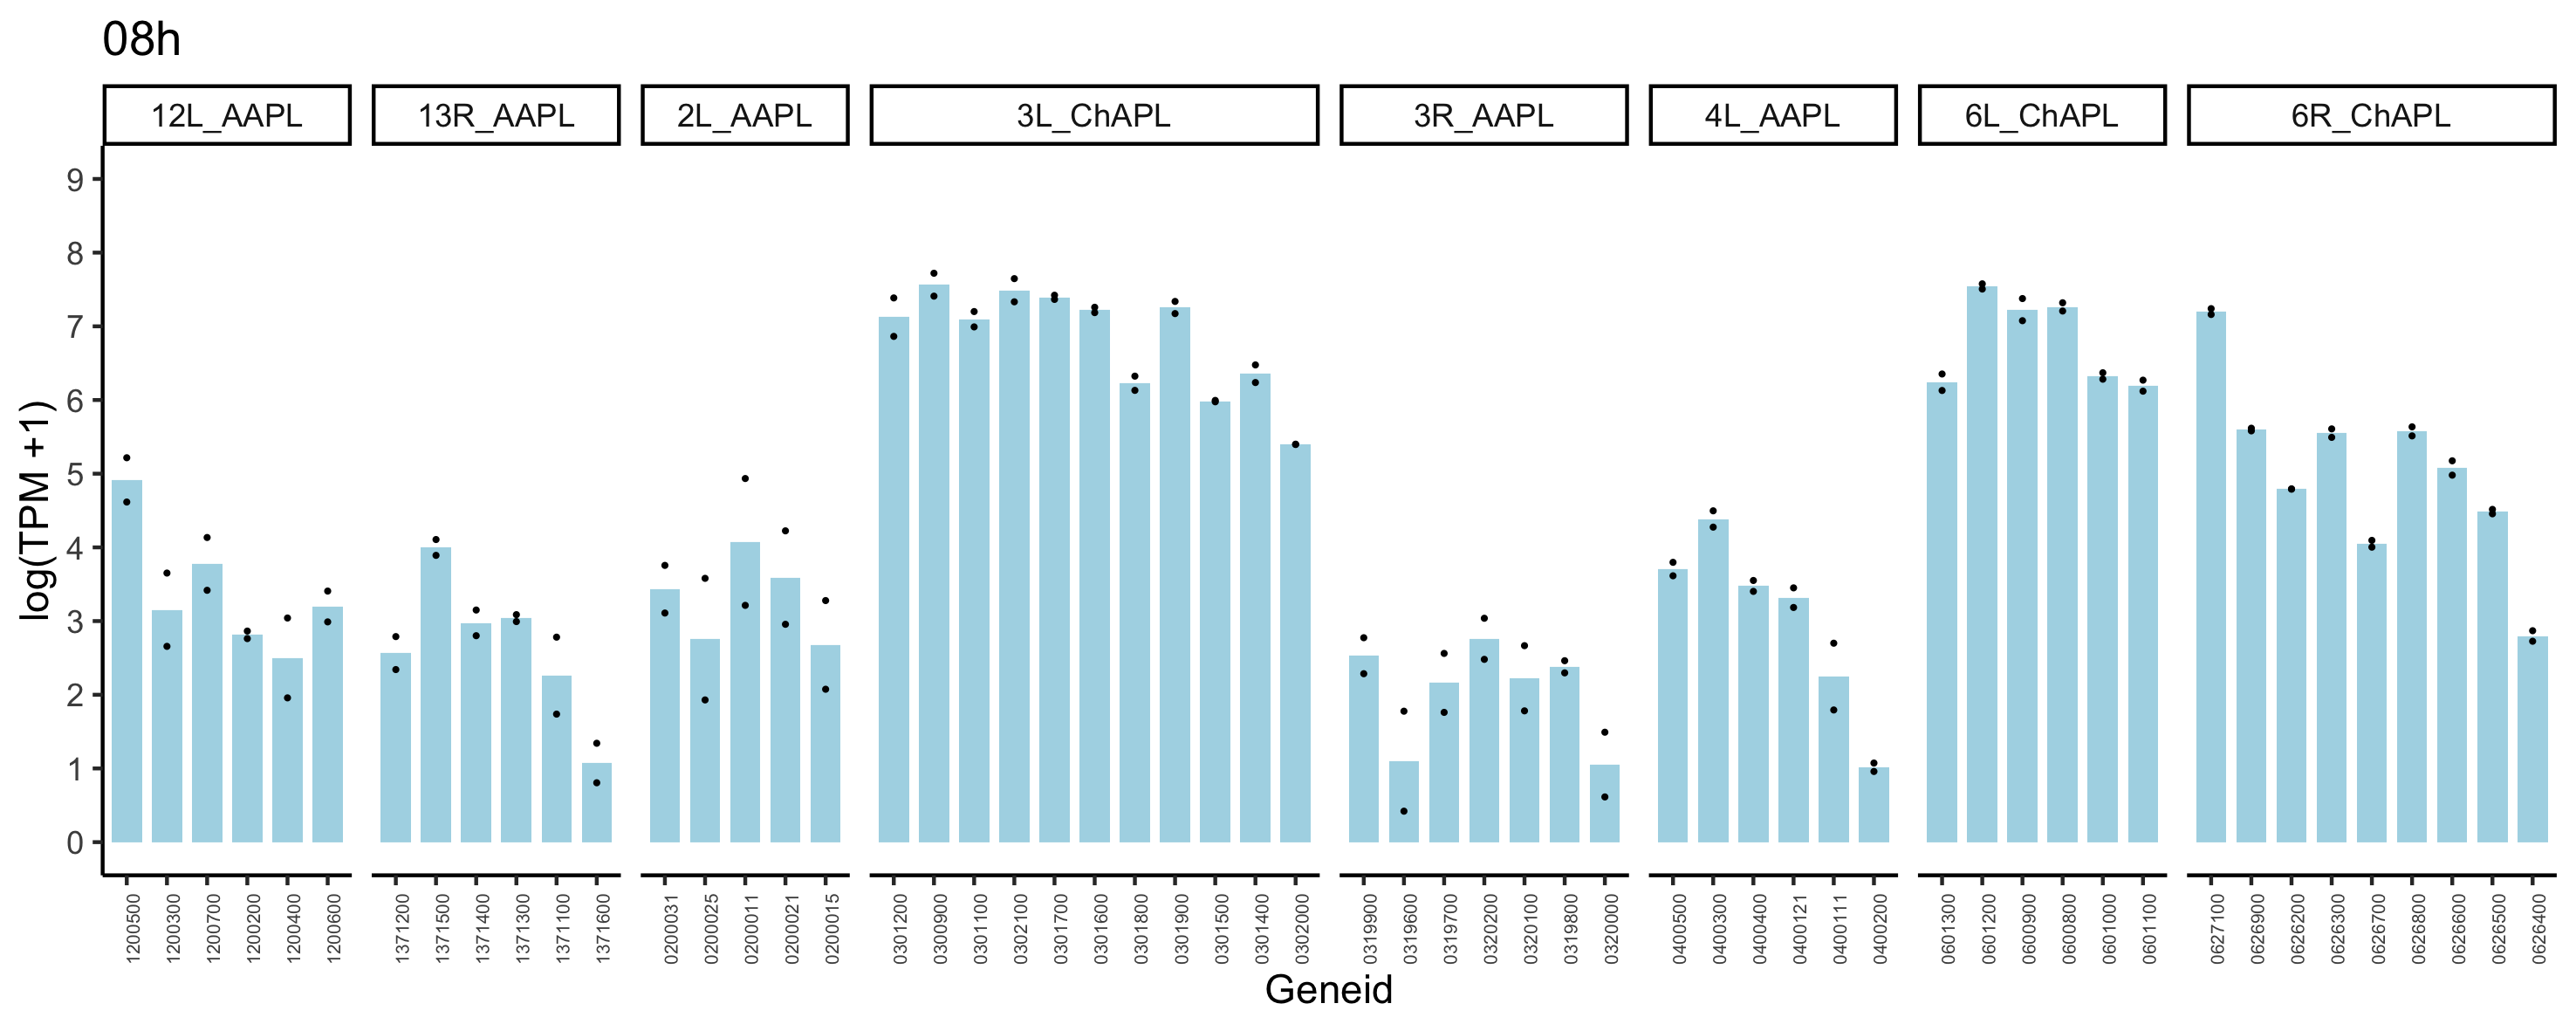 08h
12L_AAPL 13R_AAPL 2L_AAPL 3L_ChAPL 3R_AAPL 4L_AAPL 6L_ChAPL 6R_ChAPL
log(TPM +1)
9
8
7
6
5
4
3
2
1
0
1200500 1200300 1200700 1200200 1200400 1200600 1371200 1371500 1371400 1371300 1371100 1371600 0200031 0200025 0200011 0200021 0200015 0301200 0300900 0301100 0302100 0301700 0301600 0301800 0301900 0301500 0301400 0302000 0319900 0319600 0319700 0320200 0320100 0319800 0320000 0400500 0400300 0400400 0400121 0400111 0400200 0601300 0601200 0600900 0600800 0601000 0601100 0627100 0626900 0626200 0626300 0626700 0626800 0626600 0626500 0626400
Geneid